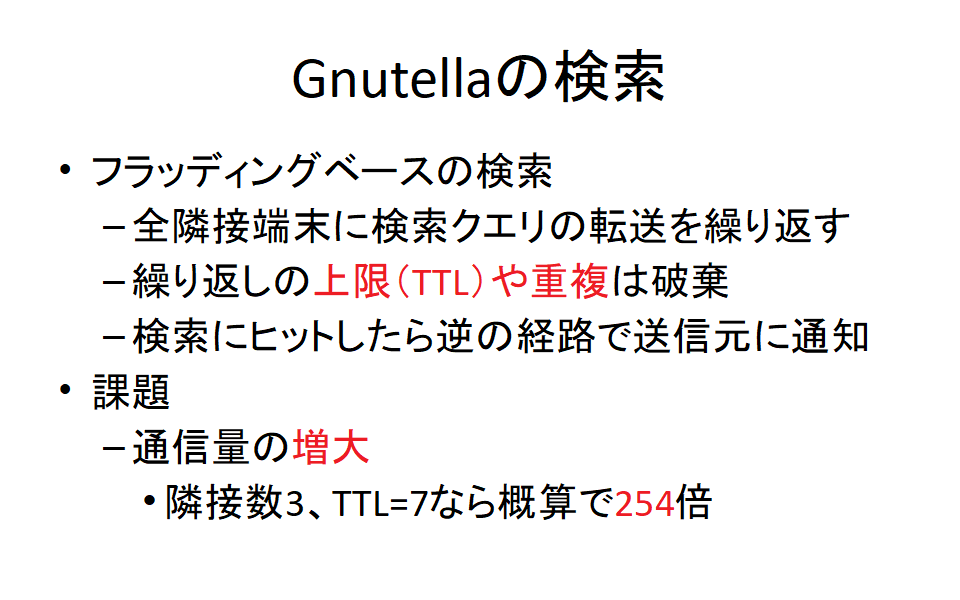 Gnutellaの検索
• フラッディングベースの検索
–全隣接端末に検索クエリの転送を繰り返す
–繰り返しの上限（TTL）や重複は破棄
–検索にヒットしたら逆の経路で送信元に通知
• 課題
–通信量の増大
•隣接数3、TTL=7なら概算で254倍